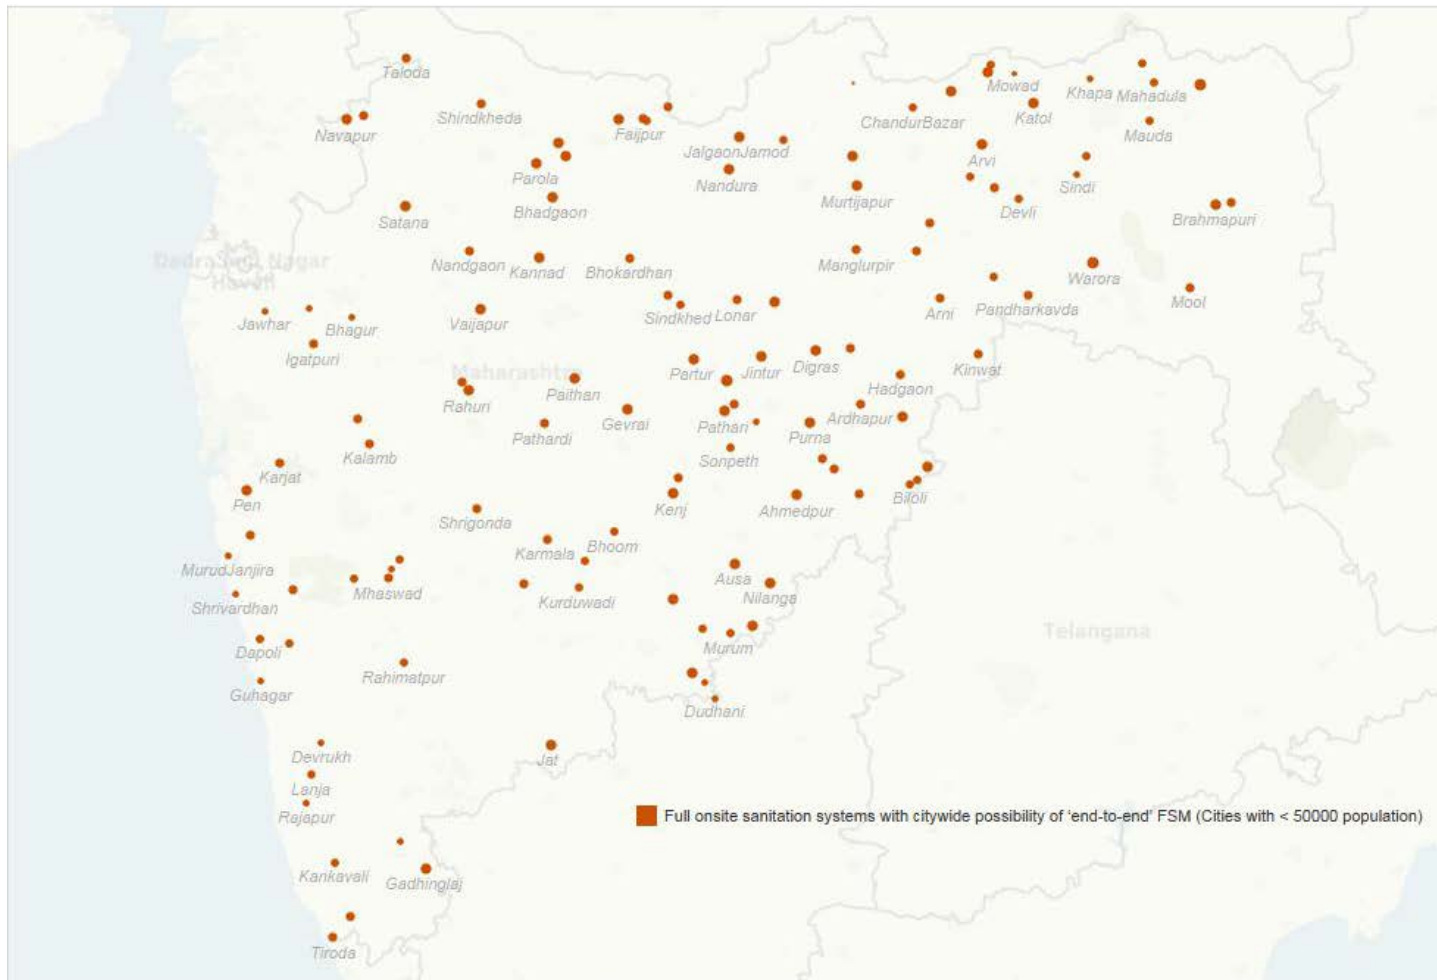 Taloda
Mowad
Khapa
Mahadula
Shindkheda
Katol
ChandurBazar
Navapur
Faijpur
Mauda
JalgaonJamod
Arvi
Parola
Nandura
Sindi
Murtijapur
Bhadgaon
Devli
Satana
Brahmapuri
Nandgaon
Kannad
Bhokardhan
Manglurpir
Warora
Mool
Jawhar
Bhagur
Vaijapur
Sindkhed
Lonar
Arni
Pandharkavda
Igatpuri
Maharashtra
Partur
Jintur
Digras
Kinwat
Hadgaon
Paithan
Rahuri
Pathardi
Gevrai
Pathari
Purna
Ardhapur
Kalamb
Sonpeth
Karjat
Pen
Kenj
Ahmedpur
Biloli
Shrigonda
Karmala
Bhoom
MurudJanjira
Ausa
Shrivardhan
Mhaswad
Kurduwadi
Nilanga
Telangana
Dapoli
Murum
Rahimatpur
Guhagar
Dudhani
Devrukh
Jat
Lanja
Rajapur
Full onsite sanitation systems with citywide possibility of 'end-to-end' FSM (Cities with < 50000 population)
Kankavali
Gadhinglaj
Tiroda